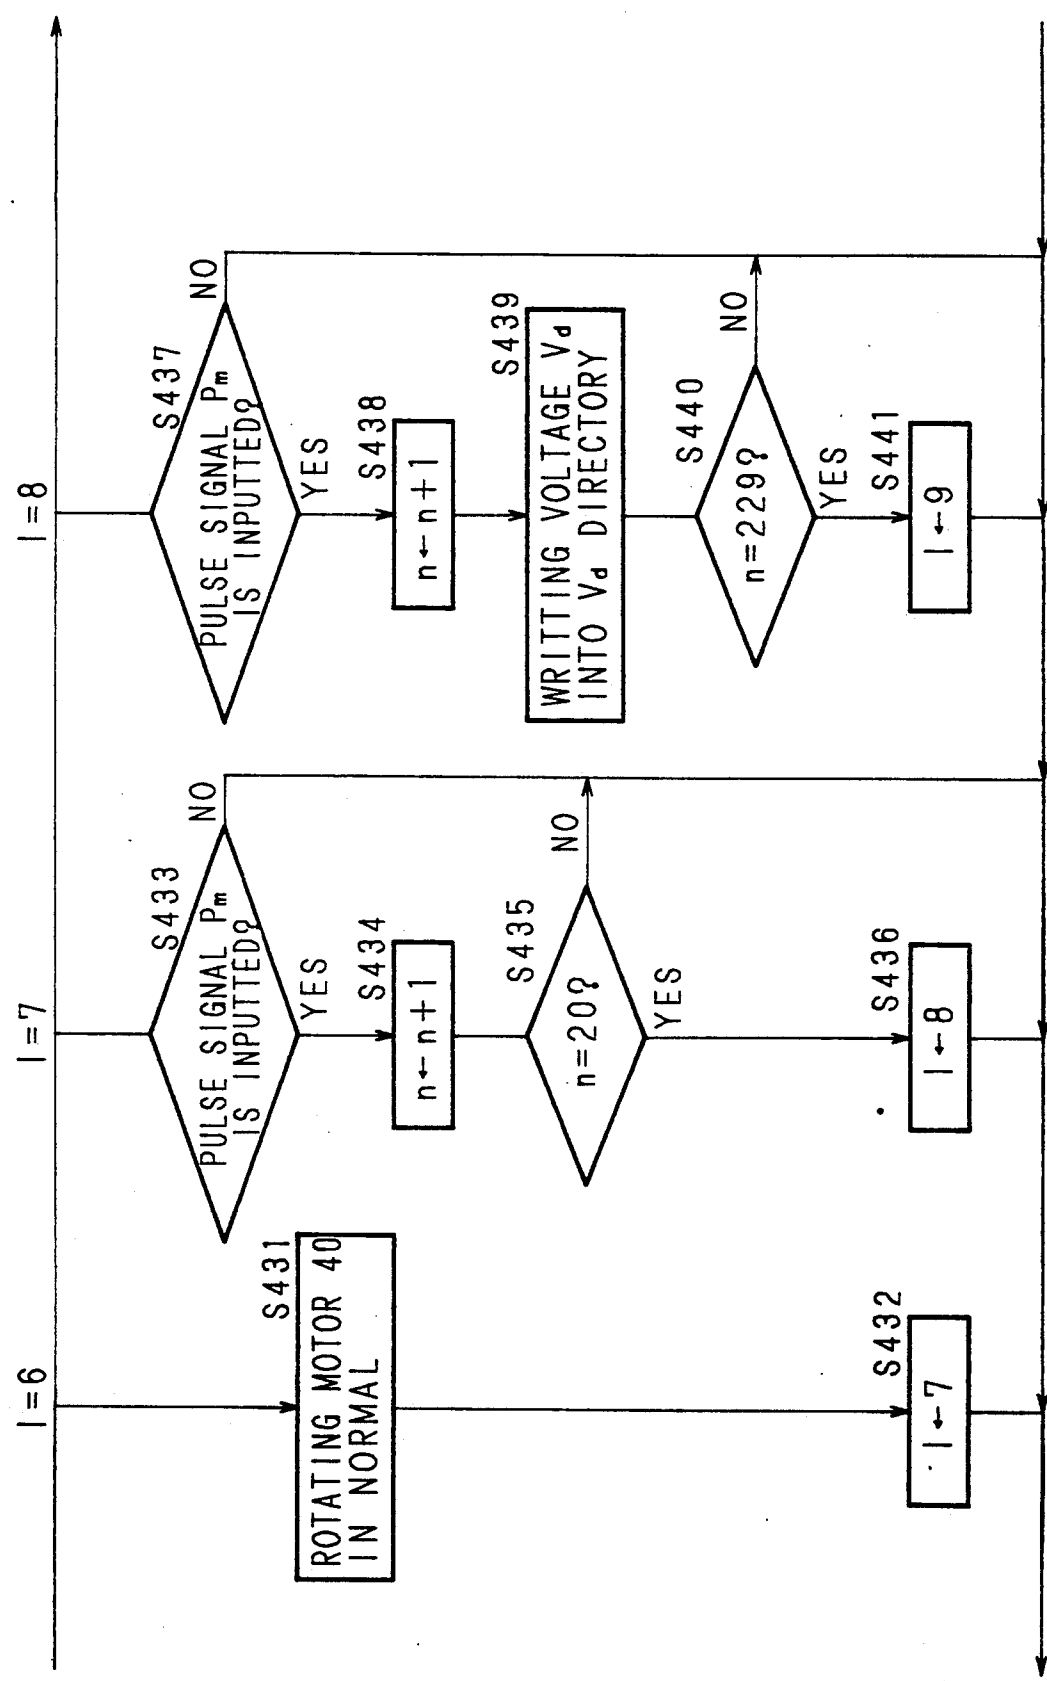 I=6
S431
ROTATING MOTOR 40
IN NORMAL
S432
I←7
I=7
S433
PULSE SIGNAL Pm
IS INPUTTED?
NO
YES
S434
n←n+1
S435
n=20?
NO
YES
S436
I←8
I=8
S437
PULSE SIGNAL Pm
IS INPUTTED?
NO
YES
S438
n←n+1
S439
WRITTING VOLTAGE Vd
INTO Vd DIRECTORY
S440
n=229?
NO
YES
S441
I←9